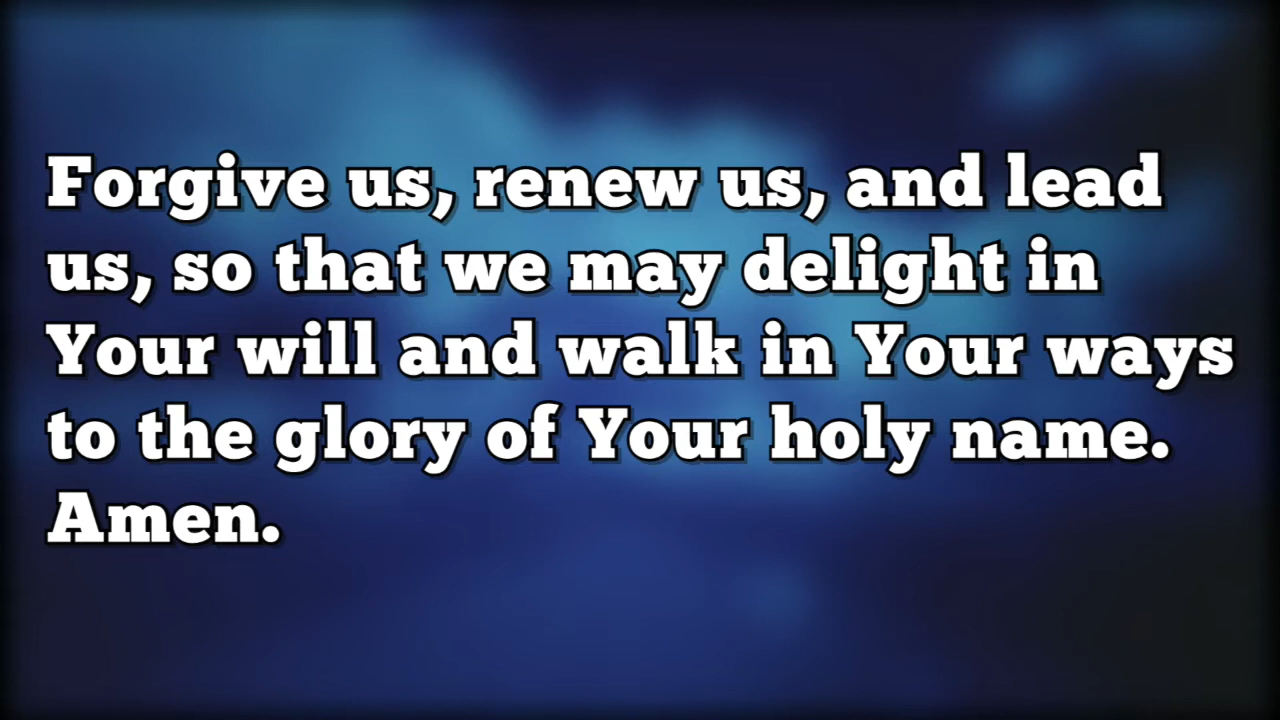 Forgive us, renew us, and lead
us, so that we may delight in
Your will and walk in Your ways
to the glory of Your holy name.
Amen.